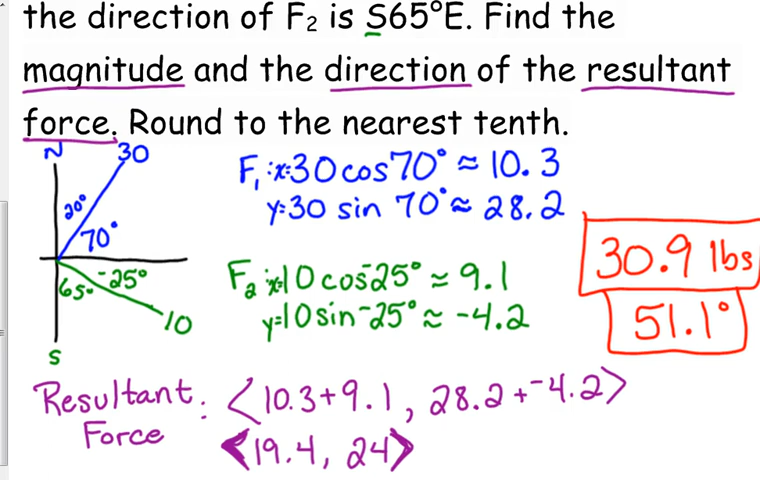 the direction of F₂ is S65°E. Find the
magnitude and the direction of the resultant
force. Round to the nearest tenth.
N 30
20°
70°
-25°
65°
10
S
F₁: x=30 cos 70° ≈ 10.3
y=30 sin 70° ≈ 28.2
F₂: x=10 cos -25° ≈ 9.1
y=10 sin -25° ≈ -4.2
30.9 lbs
51.1°
Resultant: <10.3+9.1, 28.2+-4.2>
Force
<19.4, 24>